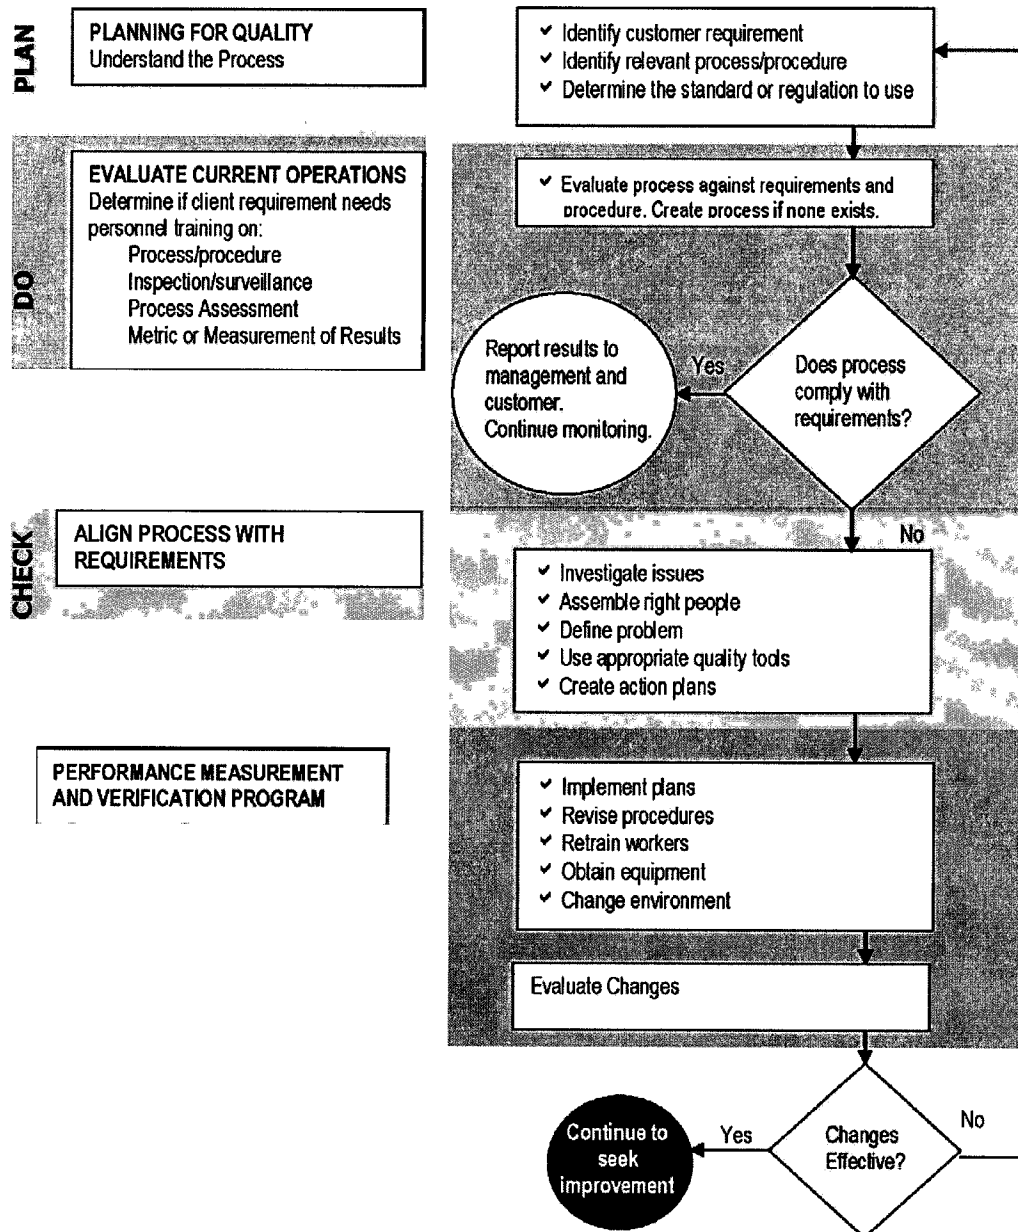 PLAN
PLANNING FOR QUALITY
Understand the Process
✓ Identify customer requirement
✓ Identify relevant process/procedure
✓ Determine the standard or regulation to use
DO
EVALUATE CURRENT OPERATIONS
Determine if client requirement needs
personnel training on:
Process/procedure
Inspection/surveillance
Process Assessment
Metric or Measurement of Results
✓ Evaluate process against requirements and
procedure. Create process if none exists.
Does process
comply with
requirements?
Yes
Report results to
management and
customer.
Continue monitoring.
No
CHECK
ALIGN PROCESS WITH
REQUIREMENTS
✓ Investigate issues
✓ Assemble right people
✓ Define problem
✓ Use appropriate quality tools
✓ Create action plans
PERFORMANCE MEASUREMENT
AND VERIFICATION PROGRAM
✓ Implement plans
✓ Revise procedures
✓ Retrain workers
✓ Obtain equipment
✓ Change environment
Evaluate Changes
Changes
Effective?
Yes
Continue to
seek
improvement
No